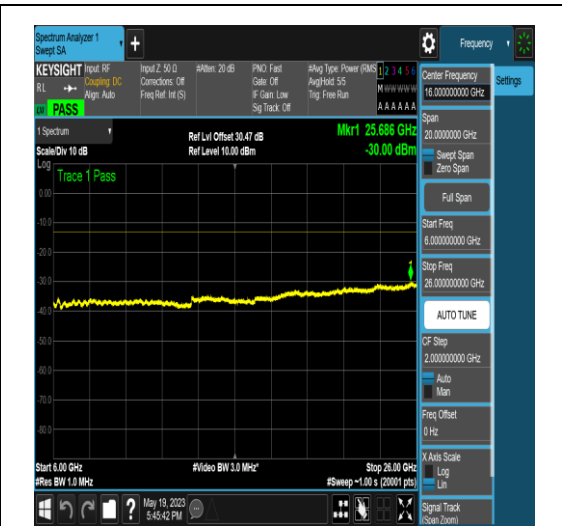 Spectrum Analyzer 1
Swept SA
Frequency
KEYSIGHT
RL
PASS
Input: RF
Coupling: DC
Align: Auto
Input Z: 50 Ω
Corrections: Off
Freq Ref: Int (S)
#Atten: 20 dB
PNO: Fast
Gate: Off
IF Gain: Low
Sig Track: Off
#Avg Type: Power (RMS
Avg|Hold: 5/5
Trig: Free Run
1 2 3 4 5 6
M W W W W W
A A A A A A
1 Spectrum
Scale/Div 10 dB
Ref Lvl Offset 30.47 dB
Ref Level 10.00 dBm
Mkr1 25.686 GHz
-30.00 dBm
Log
Trace 1 Pass
0.00
-10.0
-20.0
-30.0
-40.0
-50.0
-60.0
-70.0
-80.0
1
Start 6.00 GHz
#Res BW 1.0 MHz
#Video BW 3.0 MHz*
Stop 26.00 GHz
#Sweep ~1.00 s (20001 pts)
May 19, 2023
5:45:42 PM
Center Frequency
16.000000000 GHz
Settings
Span
20.0000000 GHz
Swept Span
Zero Span
Full Span
Start Freq
6.000000000 GHz
Stop Freq
26.000000000 GHz
AUTO TUNE
CF Step
2.000000000 GHz
Auto
Man
Freq Offset
0 Hz
X Axis Scale
Log
Lin
Signal Track
(Span Zoom)